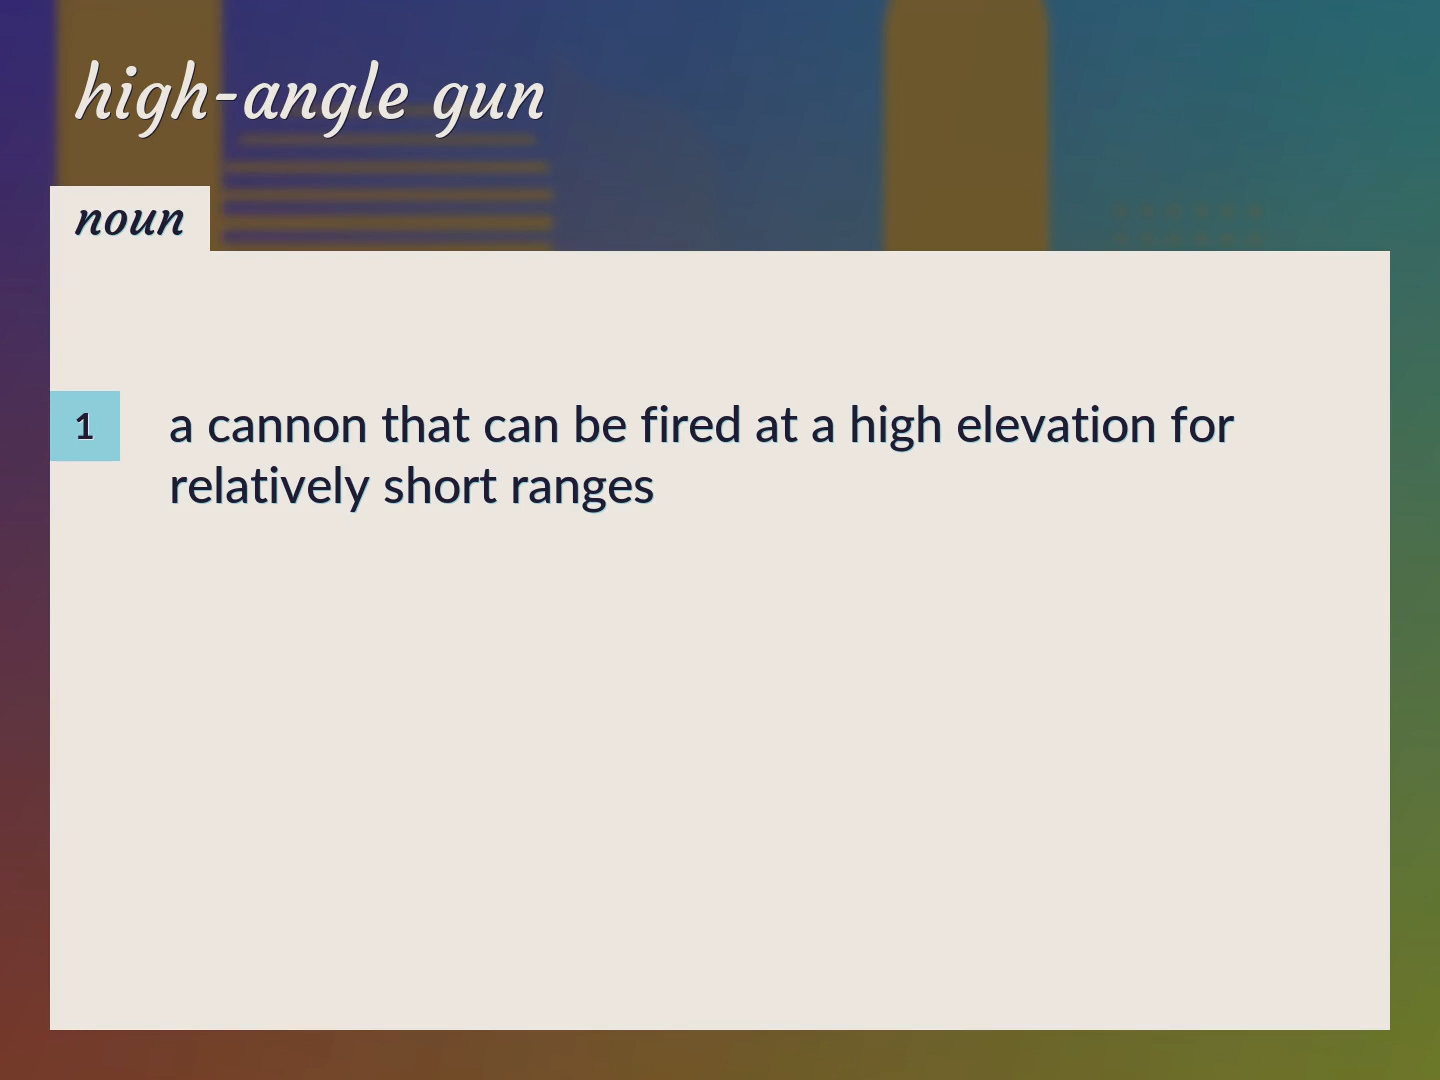 high-angle gun
noun
1
a cannon that can be fired at a high elevation for
relatively short ranges